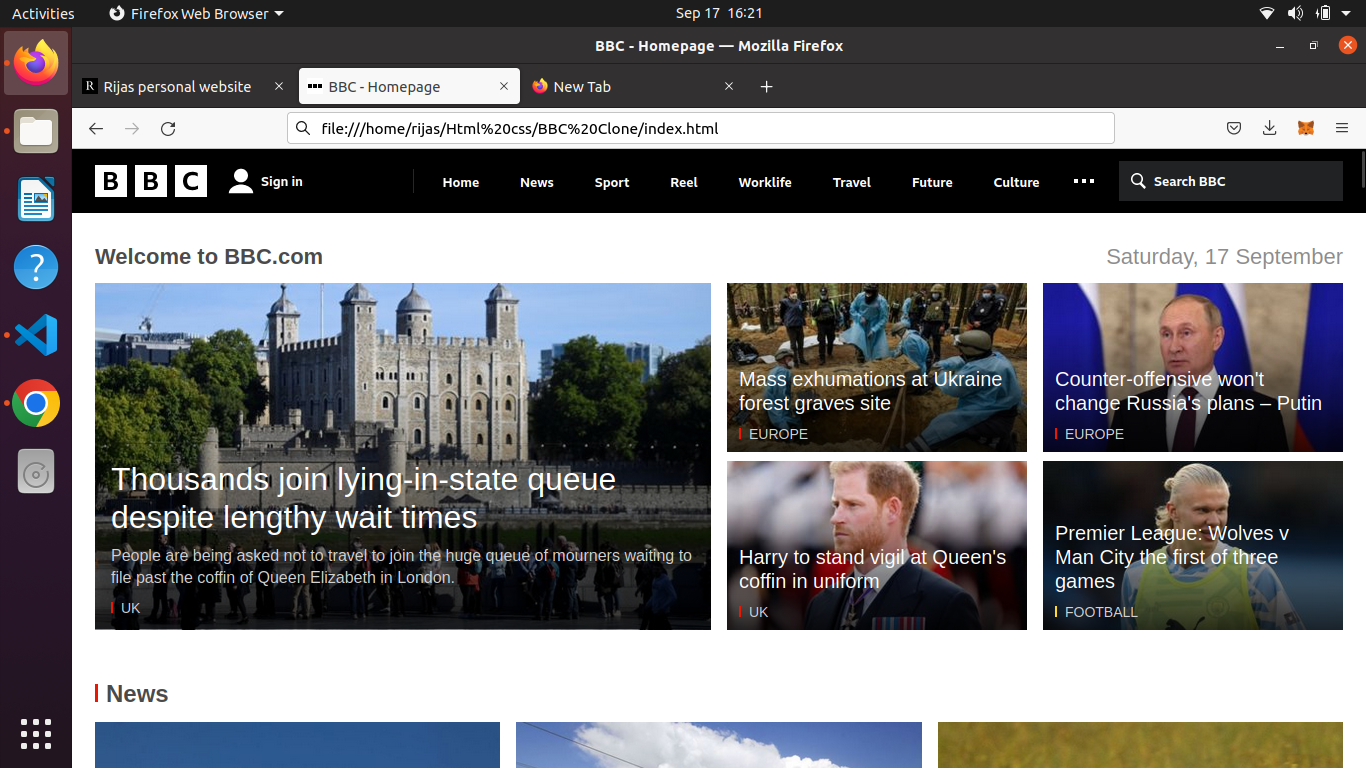 Activities Firefox Web Browser Sep 17 16:21
BBC - Homepage — Mozilla Firefox
R Rijas personal website BBC - Homepage New Tab
file:///home/rijas/Html%20css/BBC%20Clone/index.html
BBC Sign in Home News Sport Reel Worklife Travel Future Culture Search BBC
Welcome to BBC.com Saturday, 17 September
Thousands join lying-in-state queue
despite lengthy wait times
People are being asked not to travel to join the huge queue of mourners waiting to
file past the coffin of Queen Elizabeth in London.
UK
Mass exhumations at Ukraine
forest graves site
EUROPE
Counter-offensive won't
change Russia's plans – Putin
EUROPE
Harry to stand vigil at Queen's
coffin in uniform
UK
Premier League: Wolves v
Man City the first of three
games
FOOTBALL
News